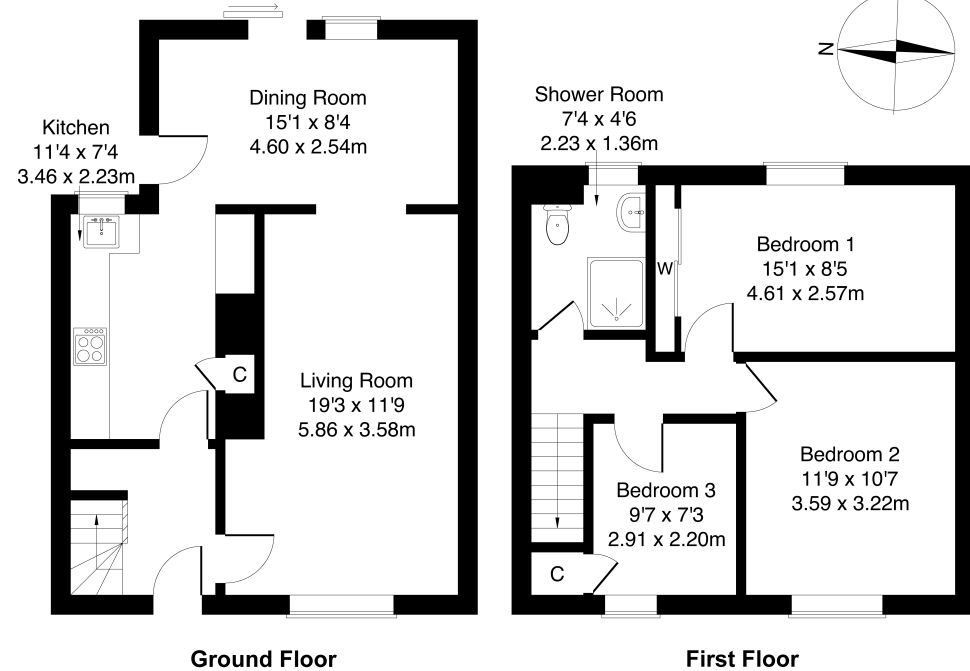 N
Dining Room
15'1 x 8'4
4.60 x 2.54m
Kitchen
11'4 x 7'4
3.46 x 2.23m
C
Living Room
19'3 x 11'9
5.86 x 3.58m
Ground Floor
Shower Room
7'4 x 4'6
2.23 x 1.36m
W
Bedroom 1
15'1 x 8'5
4.61 x 2.57m
Bedroom 2
11'9 x 10'7
3.59 x 3.22m
Bedroom 3
9'7 x 7'3
2.91 x 2.20m
C
First Floor